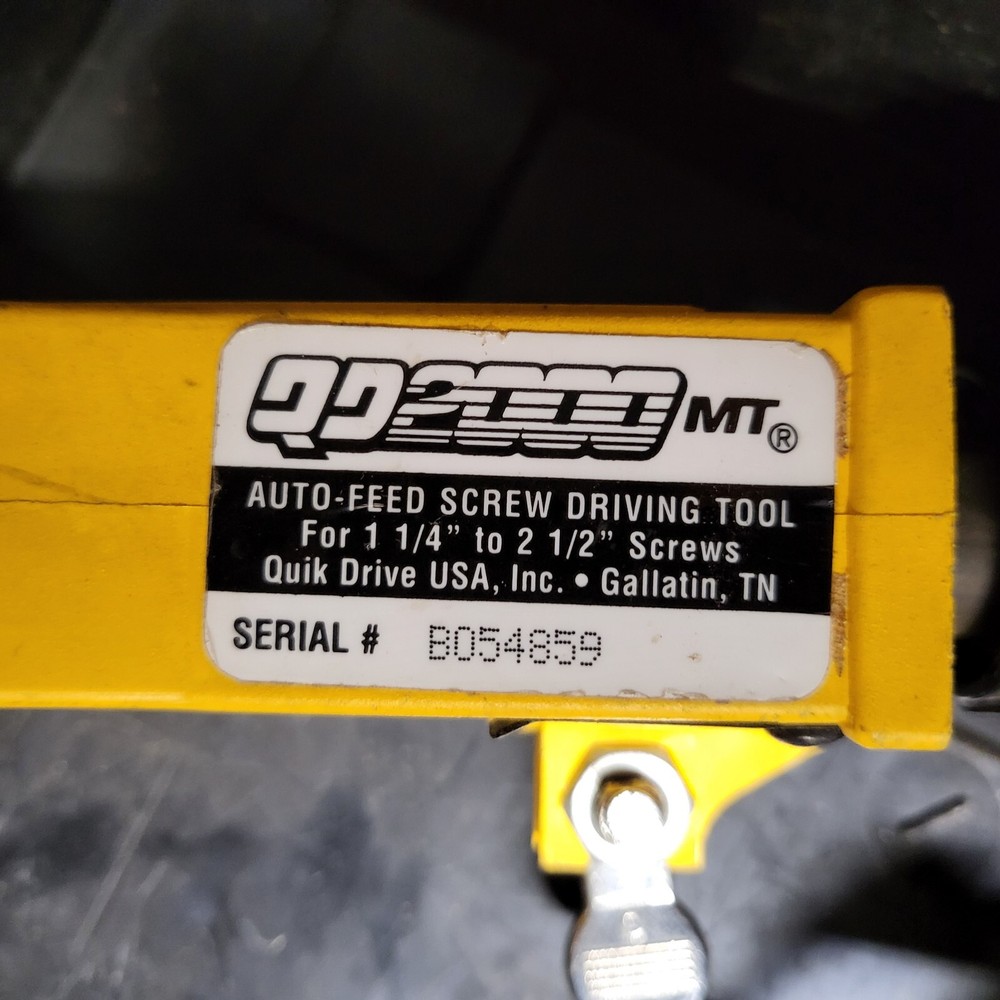 QD2000 MT®
AUTO-FEED SCREW DRIVING TOOL
For 1 1/4” to 2 1/2” Screws
Quik Drive USA, Inc. • Gallatin, TN
SERIAL # B054859